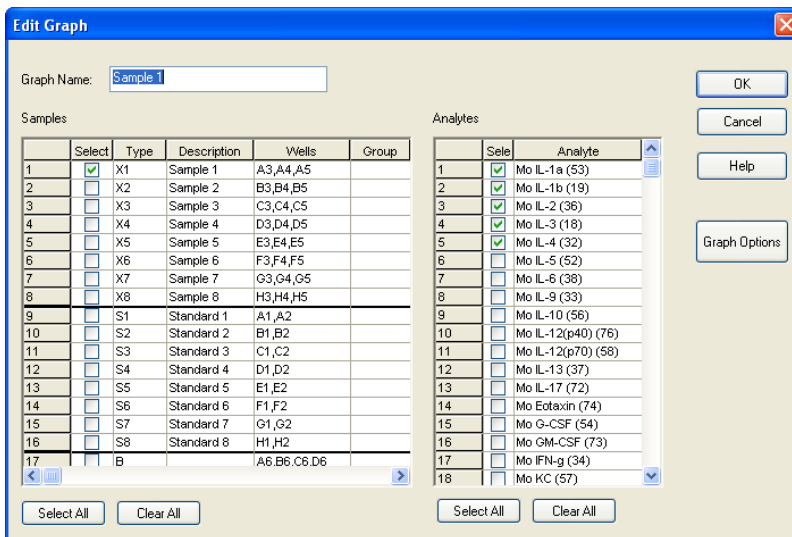 Edit Graph
Graph Name: Sample 1
OK
Samples
Analytes
Cancel
Help
Graph Options
Select Type Description Wells Group
1 X1 Sample 1 A3,A4,A5
2 X2 Sample 2 B3,B4,B5
3 X3 Sample 3 C3,C4,C5
4 X4 Sample 4 D3,D4,D5
5 X5 Sample 5 E3,E4,E5
6 X6 Sample 6 F3,F4,F5
7 X7 Sample 7 G3,G4,G5
8 X8 Sample 8 H3,H4,H5
9 S1 Standard 1 A1,A2
10 S2 Standard 2 B1,B2
11 S3 Standard 3 C1,C2
12 S4 Standard 4 D1,D2
13 S5 Standard 5 E1,E2
14 S6 Standard 6 F1,F2
15 S7 Standard 7 G1,G2
16 S8 Standard 8 H1,H2
17 B A6,B6,C6,D6
Sele Analyte
1 Mo IL-1a (53)
2 Mo IL-1b (19)
3 Mo IL-2 (36)
4 Mo IL-3 (18)
5 Mo IL-4 (32)
6 Mo IL-5 (52)
7 Mo IL-6 (38)
8 Mo IL-9 (33)
9 Mo IL-10 (56)
10 Mo IL-12(p40) (76)
11 Mo IL-12(p70) (58)
12 Mo IL-13 (37)
13 Mo IL-17 (72)
14 Mo Eotaxin (74)
15 Mo G-CSF (54)
16 Mo GM-CSF (73)
17 Mo IFN-g (34)
18 Mo KC (57)
Select All Clear All
Select All Clear All